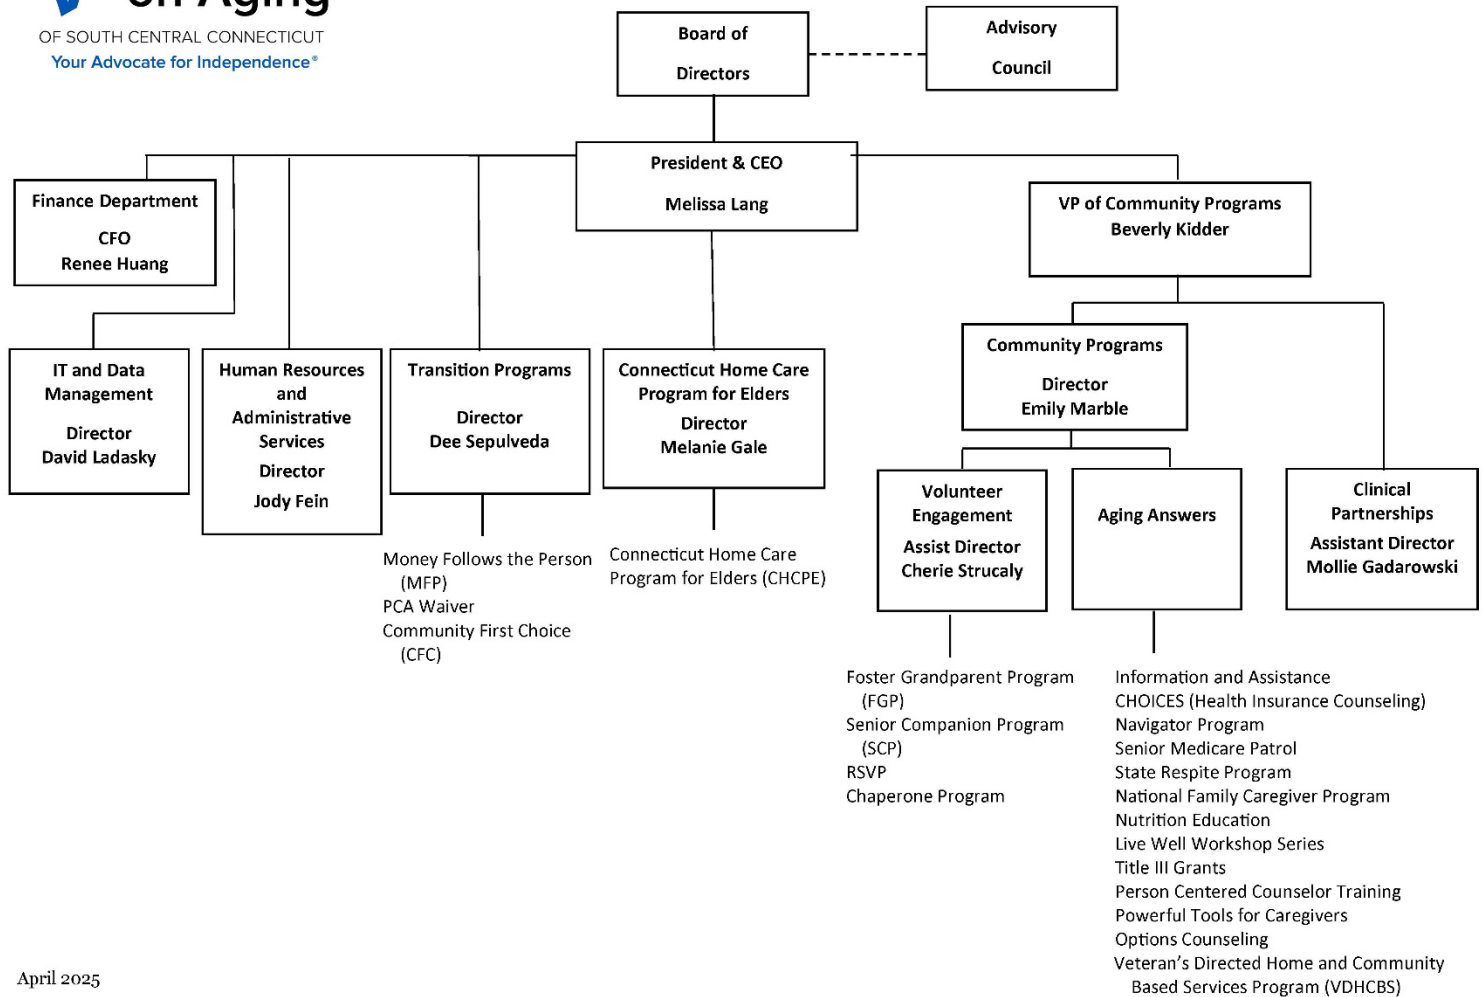 on Aging
OF SOUTH CENTRAL CONNECTICUT
Your Advocate for Independence®
Board of
Directors
Advisory
Council
President & CEO
Melissa Lang
Finance Department
CFO
Renee Huang
VP of Community Programs
Beverly Kidder
IT and Data
Management
Director
David Ladasky
Human Resources
and
Administrative
Services
Director
Jody Fein
Transition Programs
Director
Dee Sepulveda
Connecticut Home Care
Program for Elders
Director
Melanie Gale
Community Programs
Director
Emily Marble
Volunteer
Engagement
Assist Director
Cherie Strucaly
Aging Answers
Clinical
Partnerships
Assistant Director
Mollie Gadarowski
Money Follows the Person
(MFP)
PCA Waiver
Community First Choice
(CFC)
Connecticut Home Care
Program for Elders (CHCPE)
Foster Grandparent Program
(FGP)
Senior Companion Program
(SCP)
RSVP
Chaperone Program
Information and Assistance
CHOICES (Health Insurance Counseling)
Navigator Program
Senior Medicare Patrol
State Respite Program
National Family Caregiver Program
Nutrition Education
Live Well Workshop Series
Title III Grants
Person Centered Counselor Training
Powerful Tools for Caregivers
Options Counseling
Veteran's Directed Home and Community
Based Services Program (VDHCBS)
April 2025